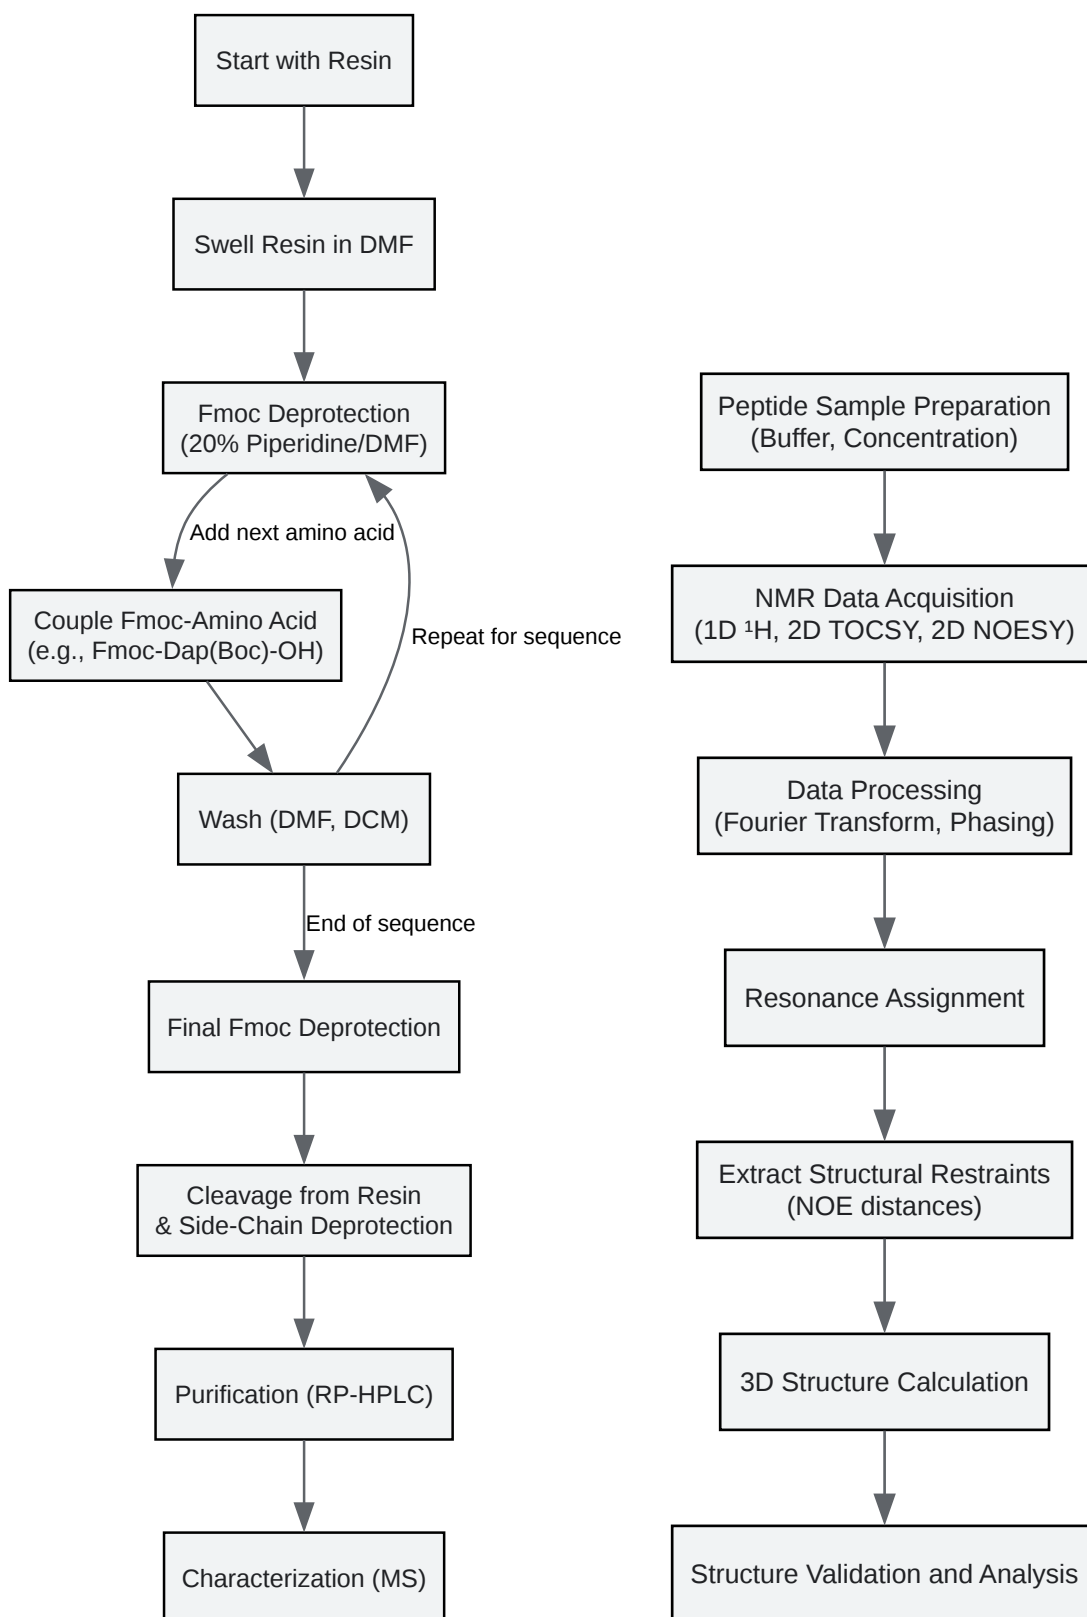 Start with Resin
Swell Resin in DMF
Fmoc Deprotection
(20% Piperidine/DMF)
Add next amino acid
Couple Fmoc-Amino Acid
(e.g., Fmoc-Dap(Boc)-OH)
Repeat for sequence
Wash (DMF, DCM)
End of sequence
Final Fmoc Deprotection
Cleavage from Resin
& Side-Chain Deprotection
Purification (RP-HPLC)
Characterization (MS)
Peptide Sample Preparation
(Buffer, Concentration)
NMR Data Acquisition
(1D ¹H, 2D TOCSY, 2D NOESY)
Data Processing
(Fourier Transform, Phasing)
Resonance Assignment
Extract Structural Restraints
(NOE distances)
3D Structure Calculation
Structure Validation and Analysis